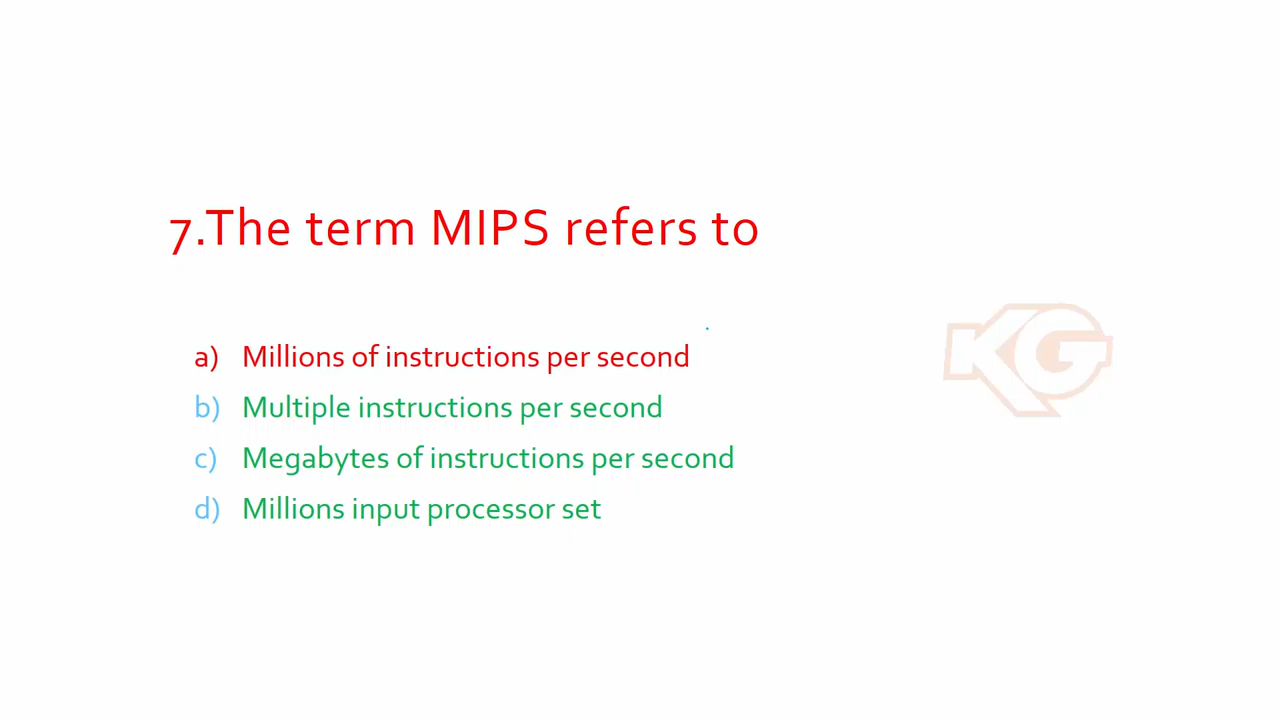 7.The term MIPS refers to
a) Millions of instructions per second
b) Multiple instructions per second
c) Megabytes of instructions per second
d) Millions input processor set
KG